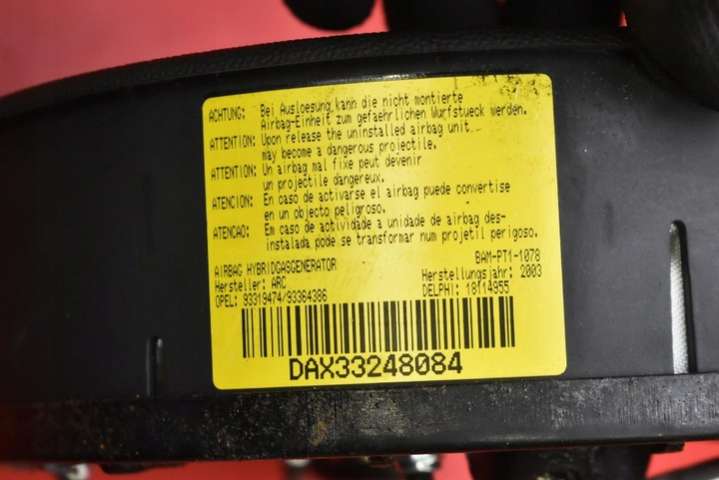 ACHTUNG: Bei Ausloesung kann die nicht montierte
Airbag-Einheit zum gefaehrlichen Wurfstueck werden.
ATTENTION: Upon release the uninstalled airbag unit
may become a dangerous projectile.
ATTENTION: Un airbag mal fixe peut devenir
un projectile dangereux.
ATENCION: En caso de activarse el airbag puede convertise
en un objecto peligroso.
ATENCAO: Em caso de actividade a unidade de airbag des-
instalada pode se transformar num projetil perigoso.
AIRBAG HYBRIDGASGENERATOR BAM-PT1-1078
Hersteller: ARC Herstellungsjahr: 2003
OPEL: 93319474/93364386 DELPHI: 18114955
DAX33248084